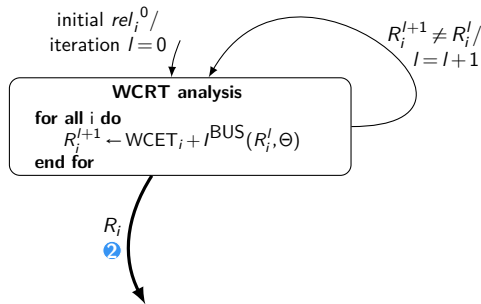 initial rel_i^0/
iteration l=0
R_i^{l+1} ≠ R_i^l/
l = l+1
WCRT analysis
for all i do
R_i^{l+1} ← WCET_i + I^{BUS}(R_i^l,Θ)
end for
R_i
2